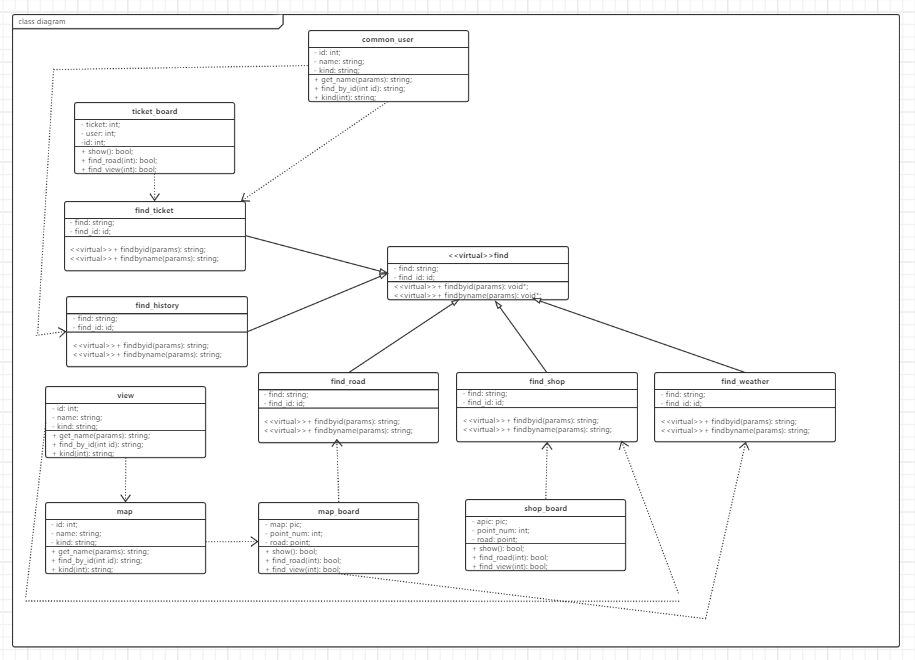 class diagram
common_user
- id: int;
- name: string;
- kind: string;
+ get_name(params): string;
+ find_by_id(int id): string;
+ kind(int): string;
ticket_board
- ticket: int;
- user: int;
-id: int;
+ show(): bool;
+ find_road(int): bool;
+ find_view(int): bool;
find_ticket
- find: string;
- find_id: id;
<<virtual>>+ findbyid(params): string;
<<virtual>>+ findbyname(params): string;
<<virtual>>find
- find: string;
- find_id: id;
<<virtual>>+ findbyid(params): void*;
<<virtual>>+ findbyname(params): void*;
find_history
- find: string;
- find_id: id;
<<virtual>>+ findbyid(params): string;
<<virtual>>+ findbyname(params): string;
find_road
- find: string;
- find_id: id;
<<virtual>>+ findbyid(params): string;
<<virtual>>+ findbyname(params): string;
find_shop
- find: string;
- find_id: id;
<<virtual>>+ findbyid(params): string;
<<virtual>>+ findbyname(params): string;
find_weather
- find: string;
- find_id: id;
<<virtual>>+ findbyid(params): string;
<<virtual>>+ findbyname(params): string;
view
- id: int;
- name: string;
- kind: string;
+ get_name(params): string;
+ find_by_id(int id): string;
+ kind(int): string;
map
- id: int;
- name: string;
- kind: string;
+ get_name(params): string;
+ find_by_id(int id): string;
+ kind(int): string;
map_board
- map: pic;
- point_num: int;
- road: point;
+ show(): bool;
+ find_road(int): bool;
+ find_view(int): bool;
shop_board
- apic: pic;
- point_num: int;
- road: point;
+ show(): bool;
+ find_road(int): bool;
+ find_view(int): bool;